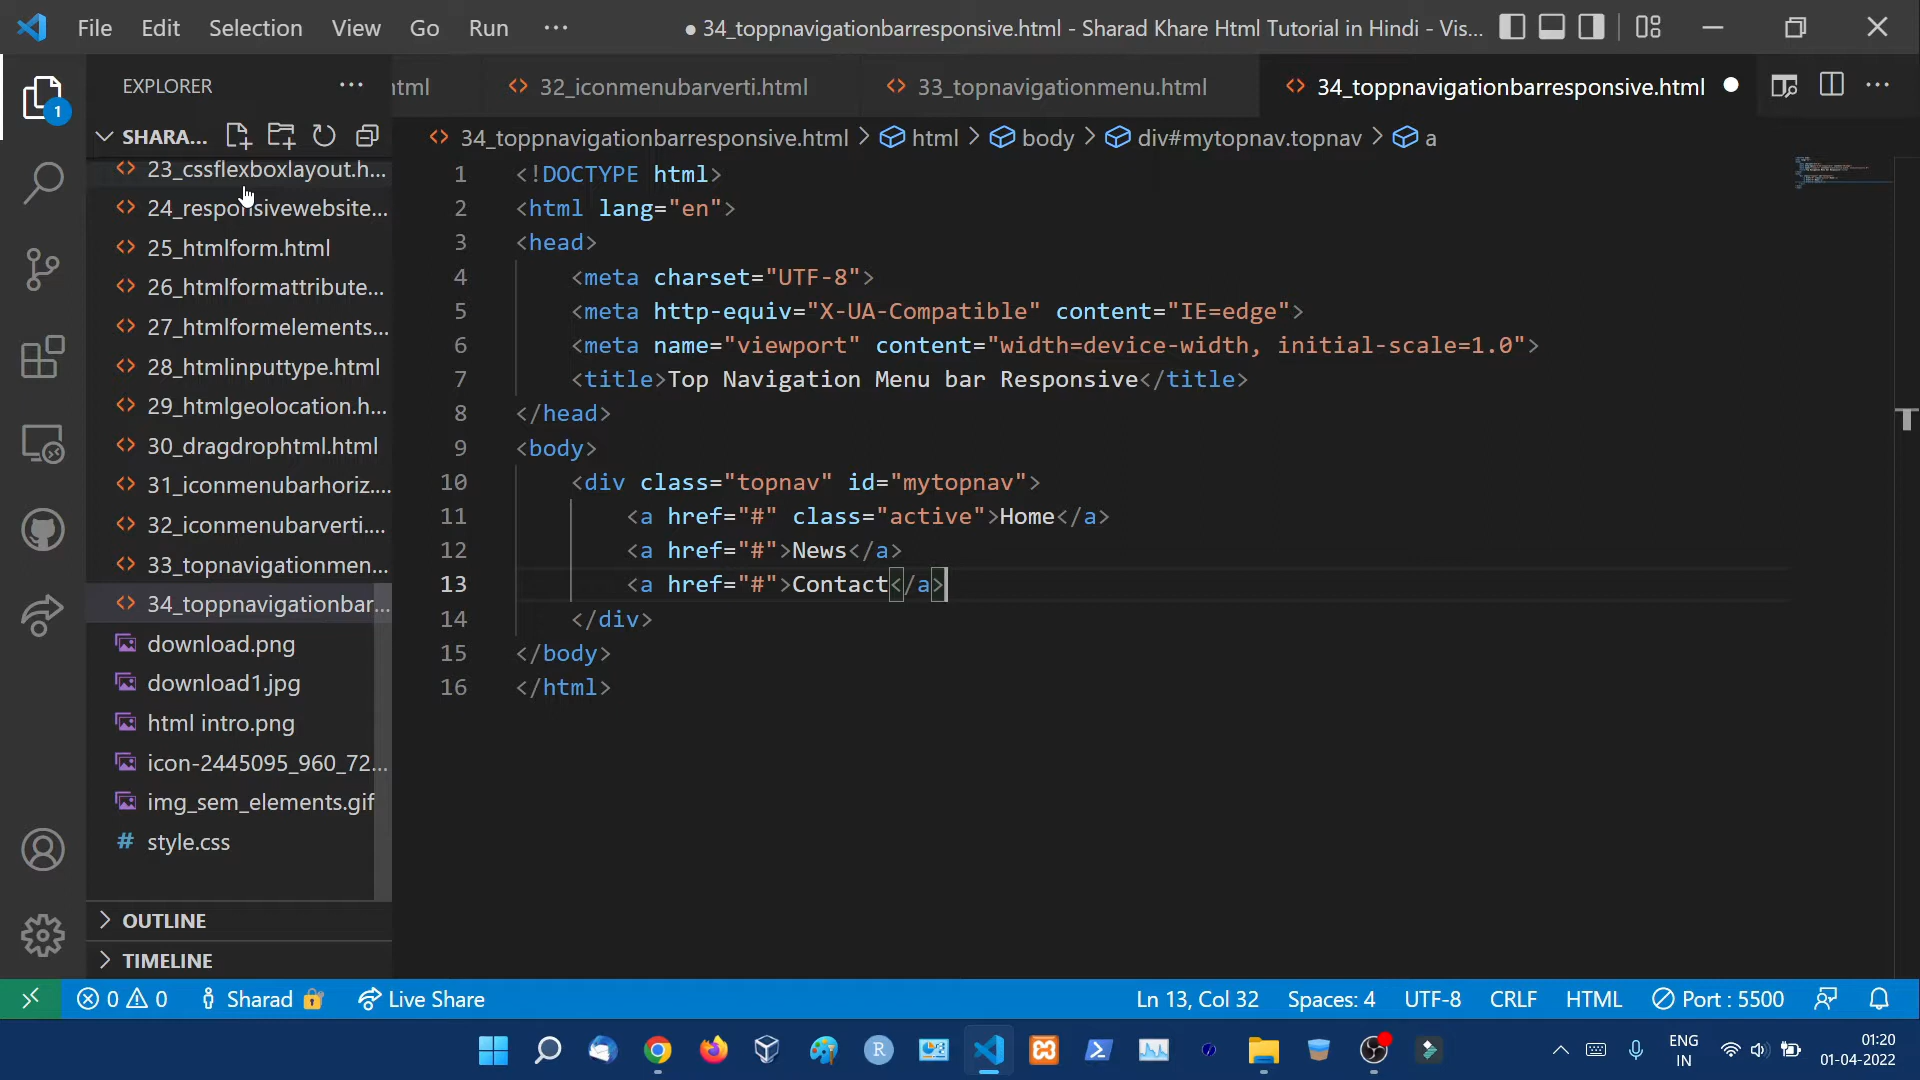 File Edit Selection View Go Run ···
● 34_toppnavigationbarresponsive.html - Sharad Khare Html Tutorial in Hindi - Vis...
EXPLORER
1
SHARA...
23_cssflexboxlayout.h...
24_responsivewebsite...
25_htmlform.html
26_htmlformattribute...
27_htmlformelements...
28_htmlinputtype.html
29_htmlgeolocation.h...
30_dragdrophtml.html
31_iconmenubarhoriz....
32_iconmenubarverti....
33_topnavigationmen...
34_toppnavigationbar...
download.png
download1.jpg
html intro.png
icon-2445095_960_72...
img_sem_elements.gif
# style.css
OUTLINE
TIMELINE
html 32_iconmenubarverti.html 33_topnavigationmenu.html 34_toppnavigationbarresponsive.html
34_toppnavigationbarresponsive.html > html > body > div#mytopnav.topnav > a
1 <!DOCTYPE html>
2 <html lang="en">
3 <head>
4 <meta charset="UTF-8">
5 <meta http-equiv="X-UA-Compatible" content="IE=edge">
6 <meta name="viewport" content="width=device-width, initial-scale=1.0">
7 <title>Top Navigation Menu bar Responsive</title>
8 </head>
9 <body>
10 <div class="topnav" id="mytopnav">
11 <a href="#" class="active">Home</a>
12 <a href="#">News</a>
13 <a href="#">Contact</a>
14 </div>
15 </body>
16 </html>
0 0 Sharad Live Share
Ln 13, Col 32 Spaces: 4 UTF-8 CRLF HTML Port : 5500
R
ENG
IN
01:20
01-04-2022